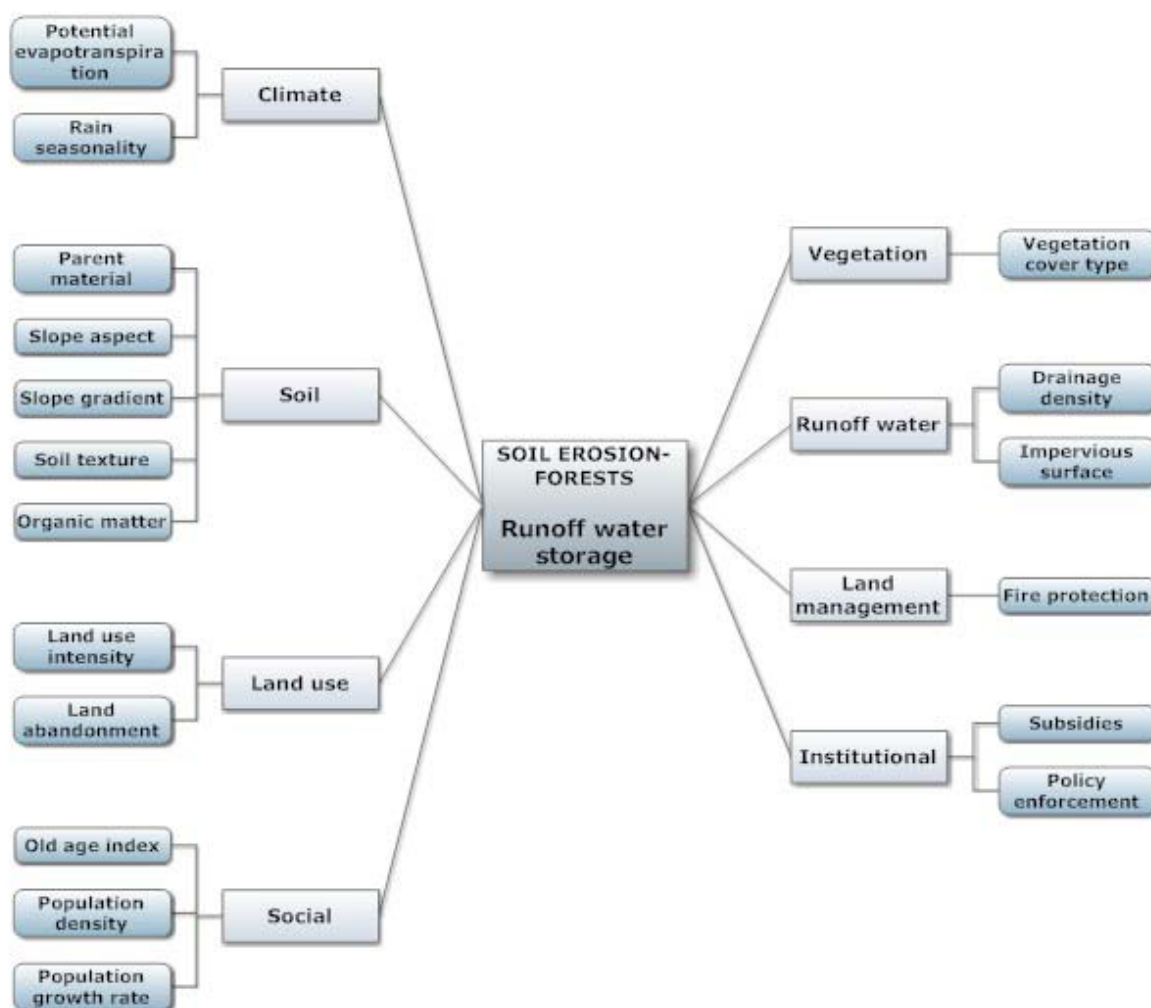 Potential
evapotranspira
tion
Climate
Rain
seasonality
Parent
material
Slope aspect
Slope gradient
Soil
Soil texture
Organic matter
Land use
intensity
Land use
Land
abandonment
Old age index
Population
density
Social
Population
growth rate
SOIL EROSION-
FORESTS
Runoff water
storage
Vegetation
Vegetation
cover type
Runoff water
Drainage
density
Impervious
surface
Land
management
Fire protection
Institutional
Subsidies
Policy
enforcement